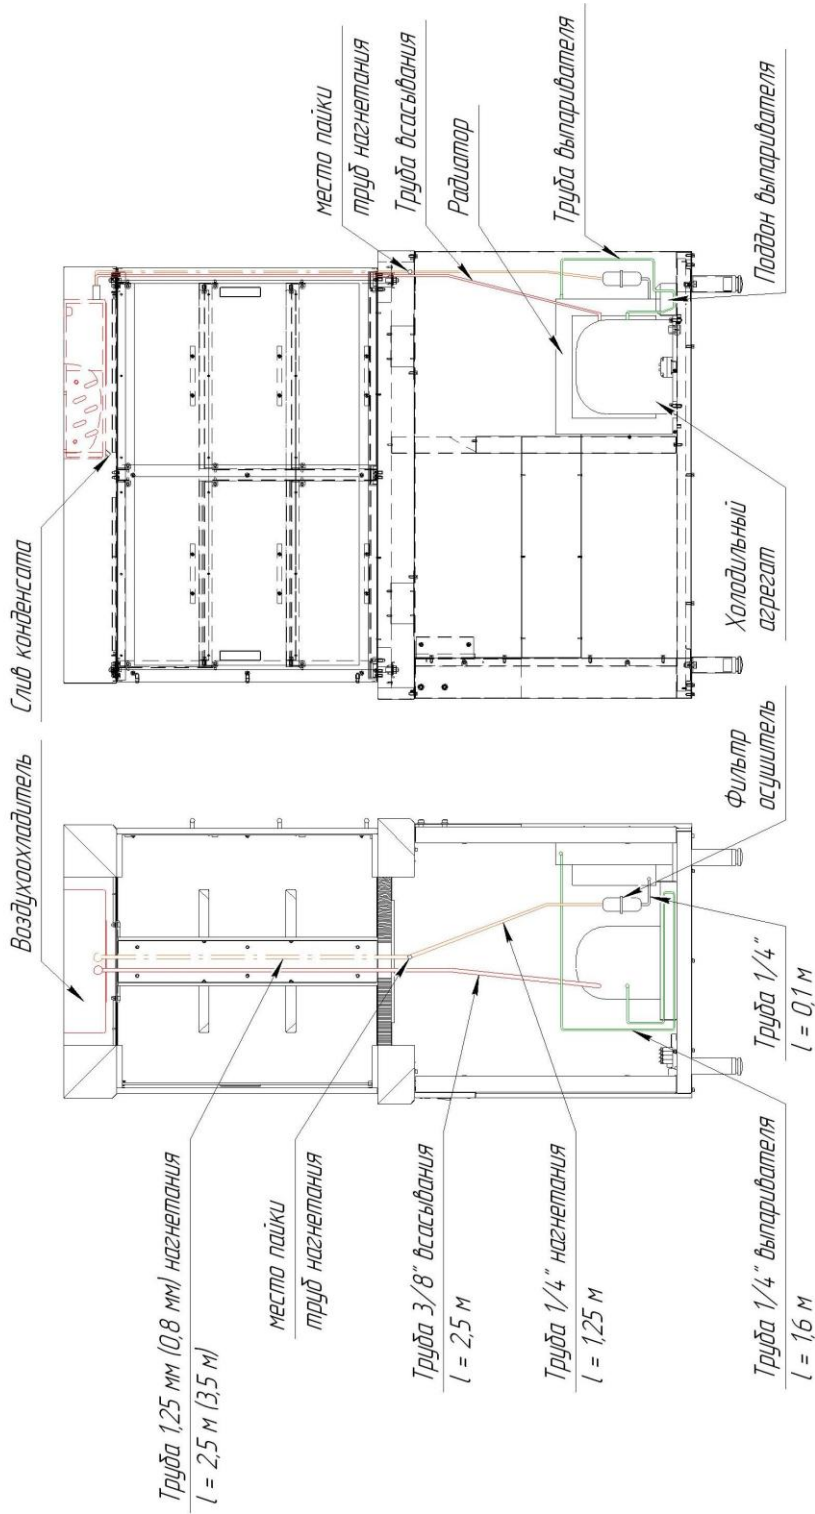 Воздухоохладитель
Слив конденсата
место пайки
труб нагнетания
Труба всасывания
Радиатор
Труба выпаривателя
Поддон выпаривателя
Холодильный
агрегат
Труба 1,25 мм (0,8 мм) нагнетания
l = 2,5 м (3,5 м)
место пайки
труб нагнетания
Труба 3/8" всасывания
l = 2,5 м
Труба 1/4" нагнетания
l = 1,25 м
Труба 1/4" выпаривателя
l = 1,6 м
Труба 1/4"
l = 0,1 м
Фильтр
осушитель